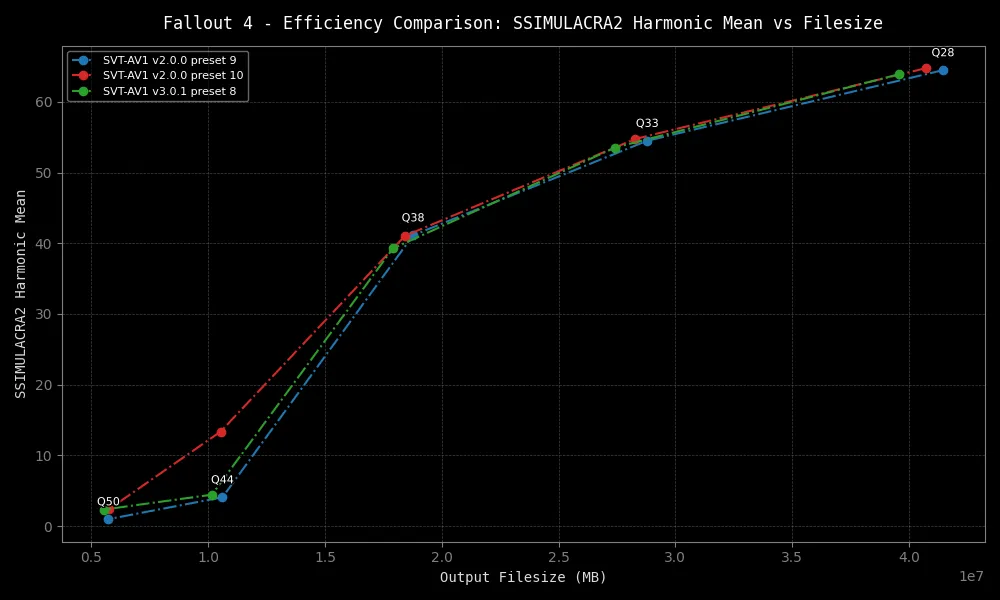 Fallout 4 - Efficiency Comparison: SSIMULACRA2 Harmonic Mean vs Filesize
SVT-AV1 v2.0.0 preset 9
SVT-AV1 v2.0.0 preset 10
SVT-AV1 v3.0.1 preset 8
Q28
Q33
Q38
Q44
Q50
SSIMULACRA2 Harmonic Mean
60
50
40
30
20
10
0
0.5 1.0 1.5 2.0 2.5 3.0 3.5 4.0
1e7
Output Filesize (MB)